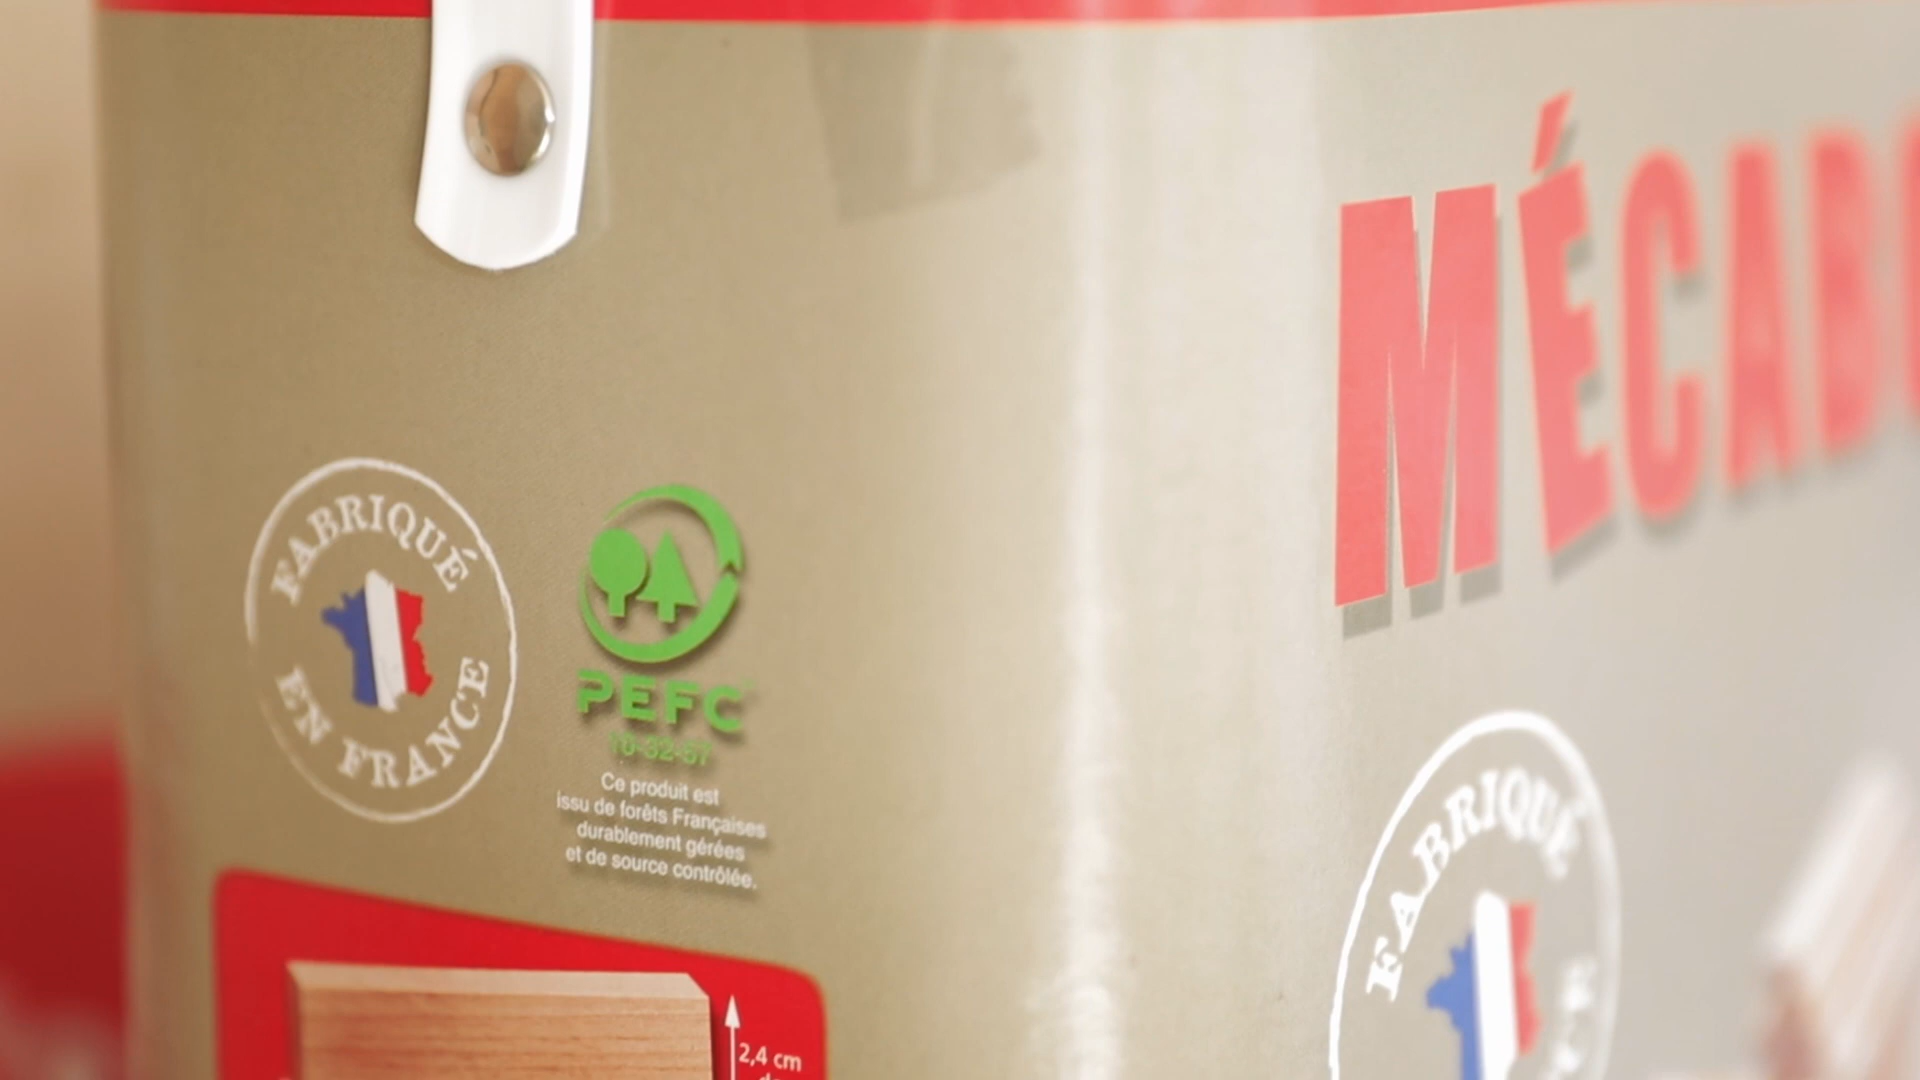 FABRIQUÉ
EN FRANCE
PEFC
10-32-57
Ce produit est
issu de forêts Françaises
durablement gérées
et de source contrôlée.
2,4 cm
MÉCABO
FABRIQUÉ